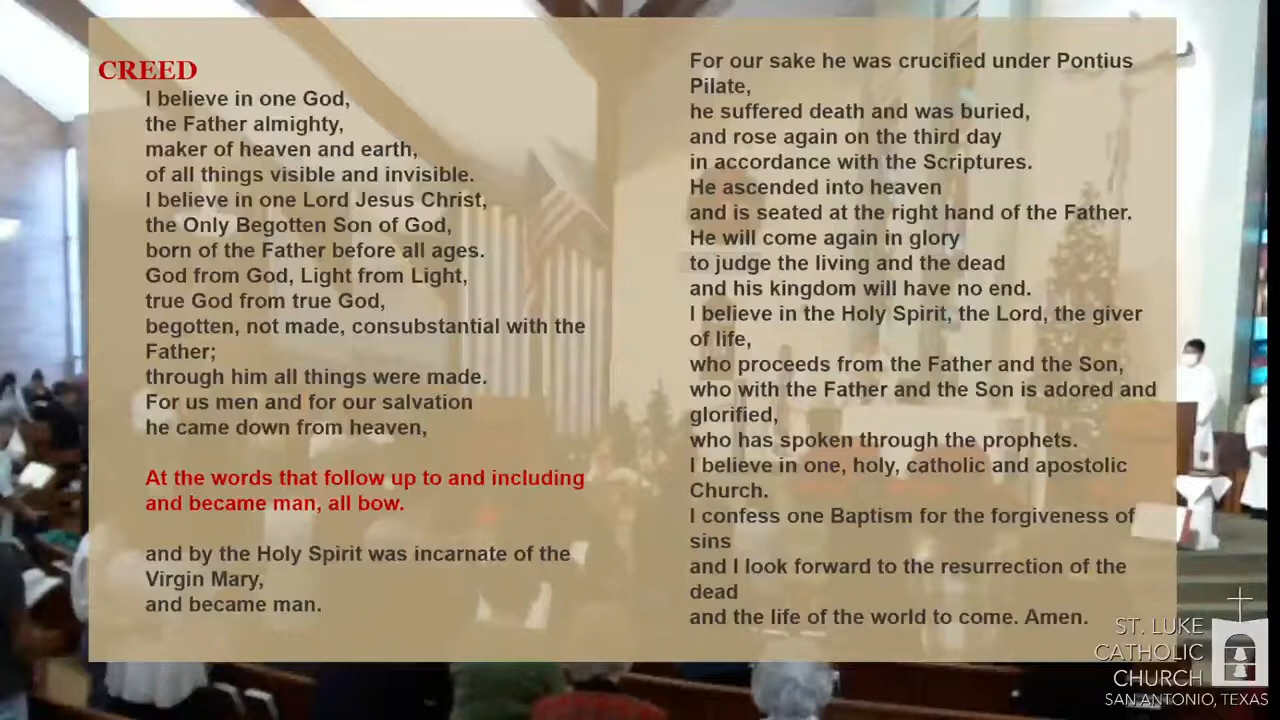 CREED
I believe in one God,
the Father almighty,
maker of heaven and earth,
of all things visible and invisible.
I believe in one Lord Jesus Christ,
the Only Begotten Son of God,
born of the Father before all ages.
God from God, Light from Light,
true God from true God,
begotten, not made, consubstantial with the
Father;
through him all things were made.
For us men and for our salvation
he came down from heaven,
At the words that follow up to and including
and became man, all bow.
and by the Holy Spirit was incarnate of the
Virgin Mary,
and became man.
For our sake he was crucified under Pontius
Pilate,
he suffered death and was buried,
and rose again on the third day
in accordance with the Scriptures.
He ascended into heaven
and is seated at the right hand of the Father.
He will come again in glory
to judge the living and the dead
and his kingdom will have no end.
I believe in the Holy Spirit, the Lord, the giver
of life,
who proceeds from the Father and the Son,
who with the Father and the Son is adored and
glorified,
who has spoken through the prophets.
I believe in one, holy, catholic and apostolic
Church.
I confess one Baptism for the forgiveness of
sins
and I look forward to the resurrection of the
dead
and the life of the world to come. Amen.
ST. LUKE
CATHOLIC
CHURCH
SAN ANTONIO, TEXAS